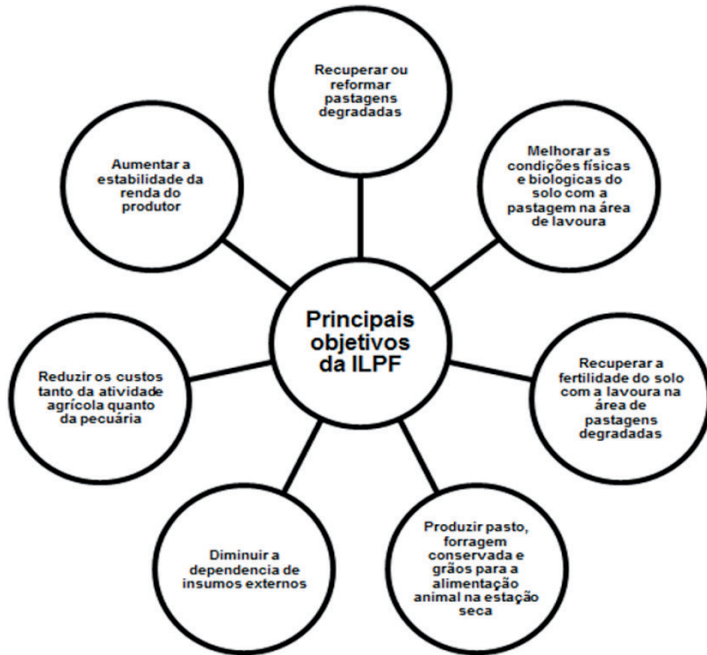 Recuperar ou
reformar
pastagens
degradadas
Melhorar as
condições físicas
e biologicas do
solo com a
pastagem na área
de lavoura
Recuperar a
fertilidade do solo
com a lavoura na
área de
pastagens
degradadas
Produzir pasto,
forragem
conservada e
grãos para a
alimentação
animal na estação
seca
Diminuir a
dependencia de
insumos externos
Reduzir os custos
tanto da atividade
agrícola quanto
da pecuária
Aumentar a
estabilidade da
renda do
produtor
Principais
objetivos
da ILPF